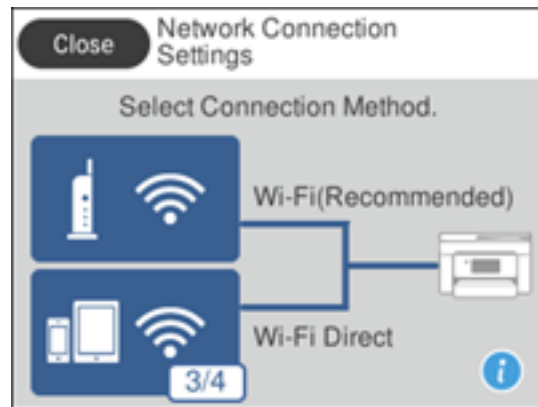 Close
Network Connection
Settings
Select Connection Method.
Wi-Fi(Recommended)
Wi-Fi Direct
3/4
i